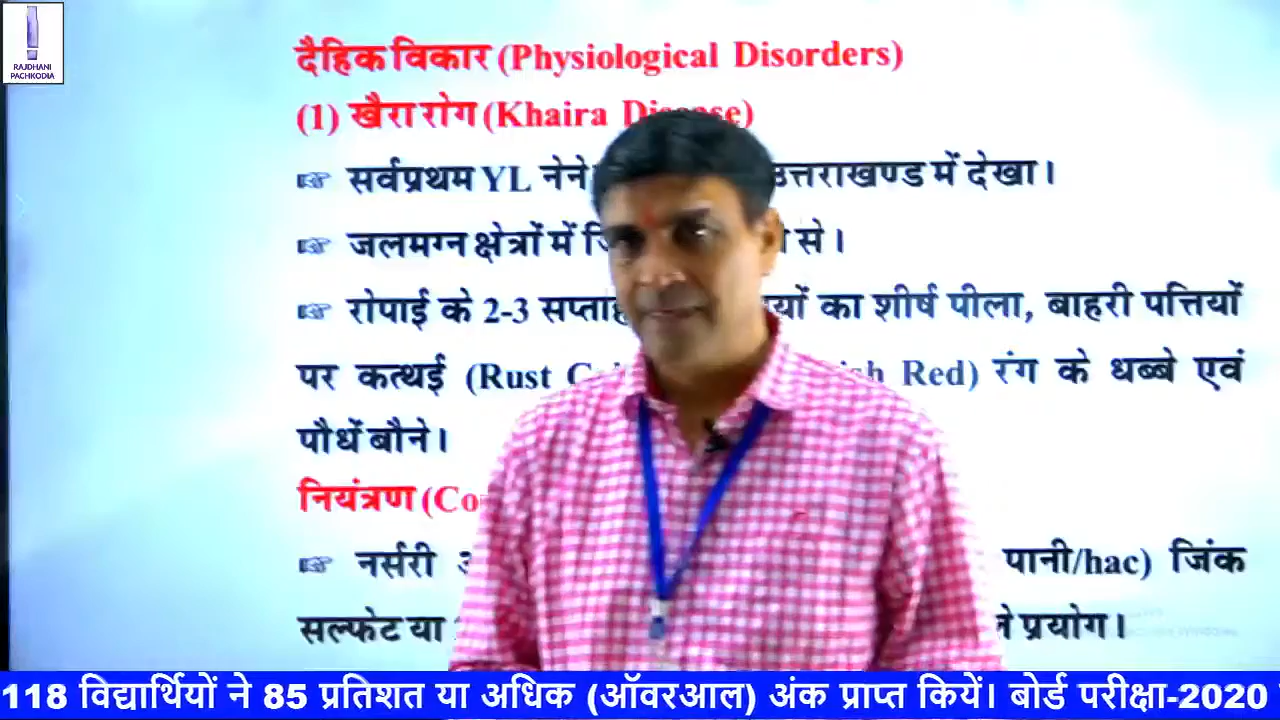 RAJDHANI
PACHKODIA
दैहिक विकार (Physiological Disorders)
(1) खैरा रोग (Khaira Disease)
☞ सर्वप्रथम YL नेने उत्तराखण्ड में देखा।
☞ जलमग्न क्षेत्रों में से।
☞ रोपाई के 2-3 का शीर्ष पीला, बाहरी पत्तियों
पर कत्थई (Rust Red) रंग के धब्बे एवं
पौधें बौने।
नियंत्रण
☞ नर्सरी पानी/hac) जिंक
सल्फेट या प्रयोग।
118 विद्यार्थियों ने 85 प्रतिशत या अधिक (ऑवरआल) अंक प्राप्त कियें। बोर्ड परीक्षा-2020